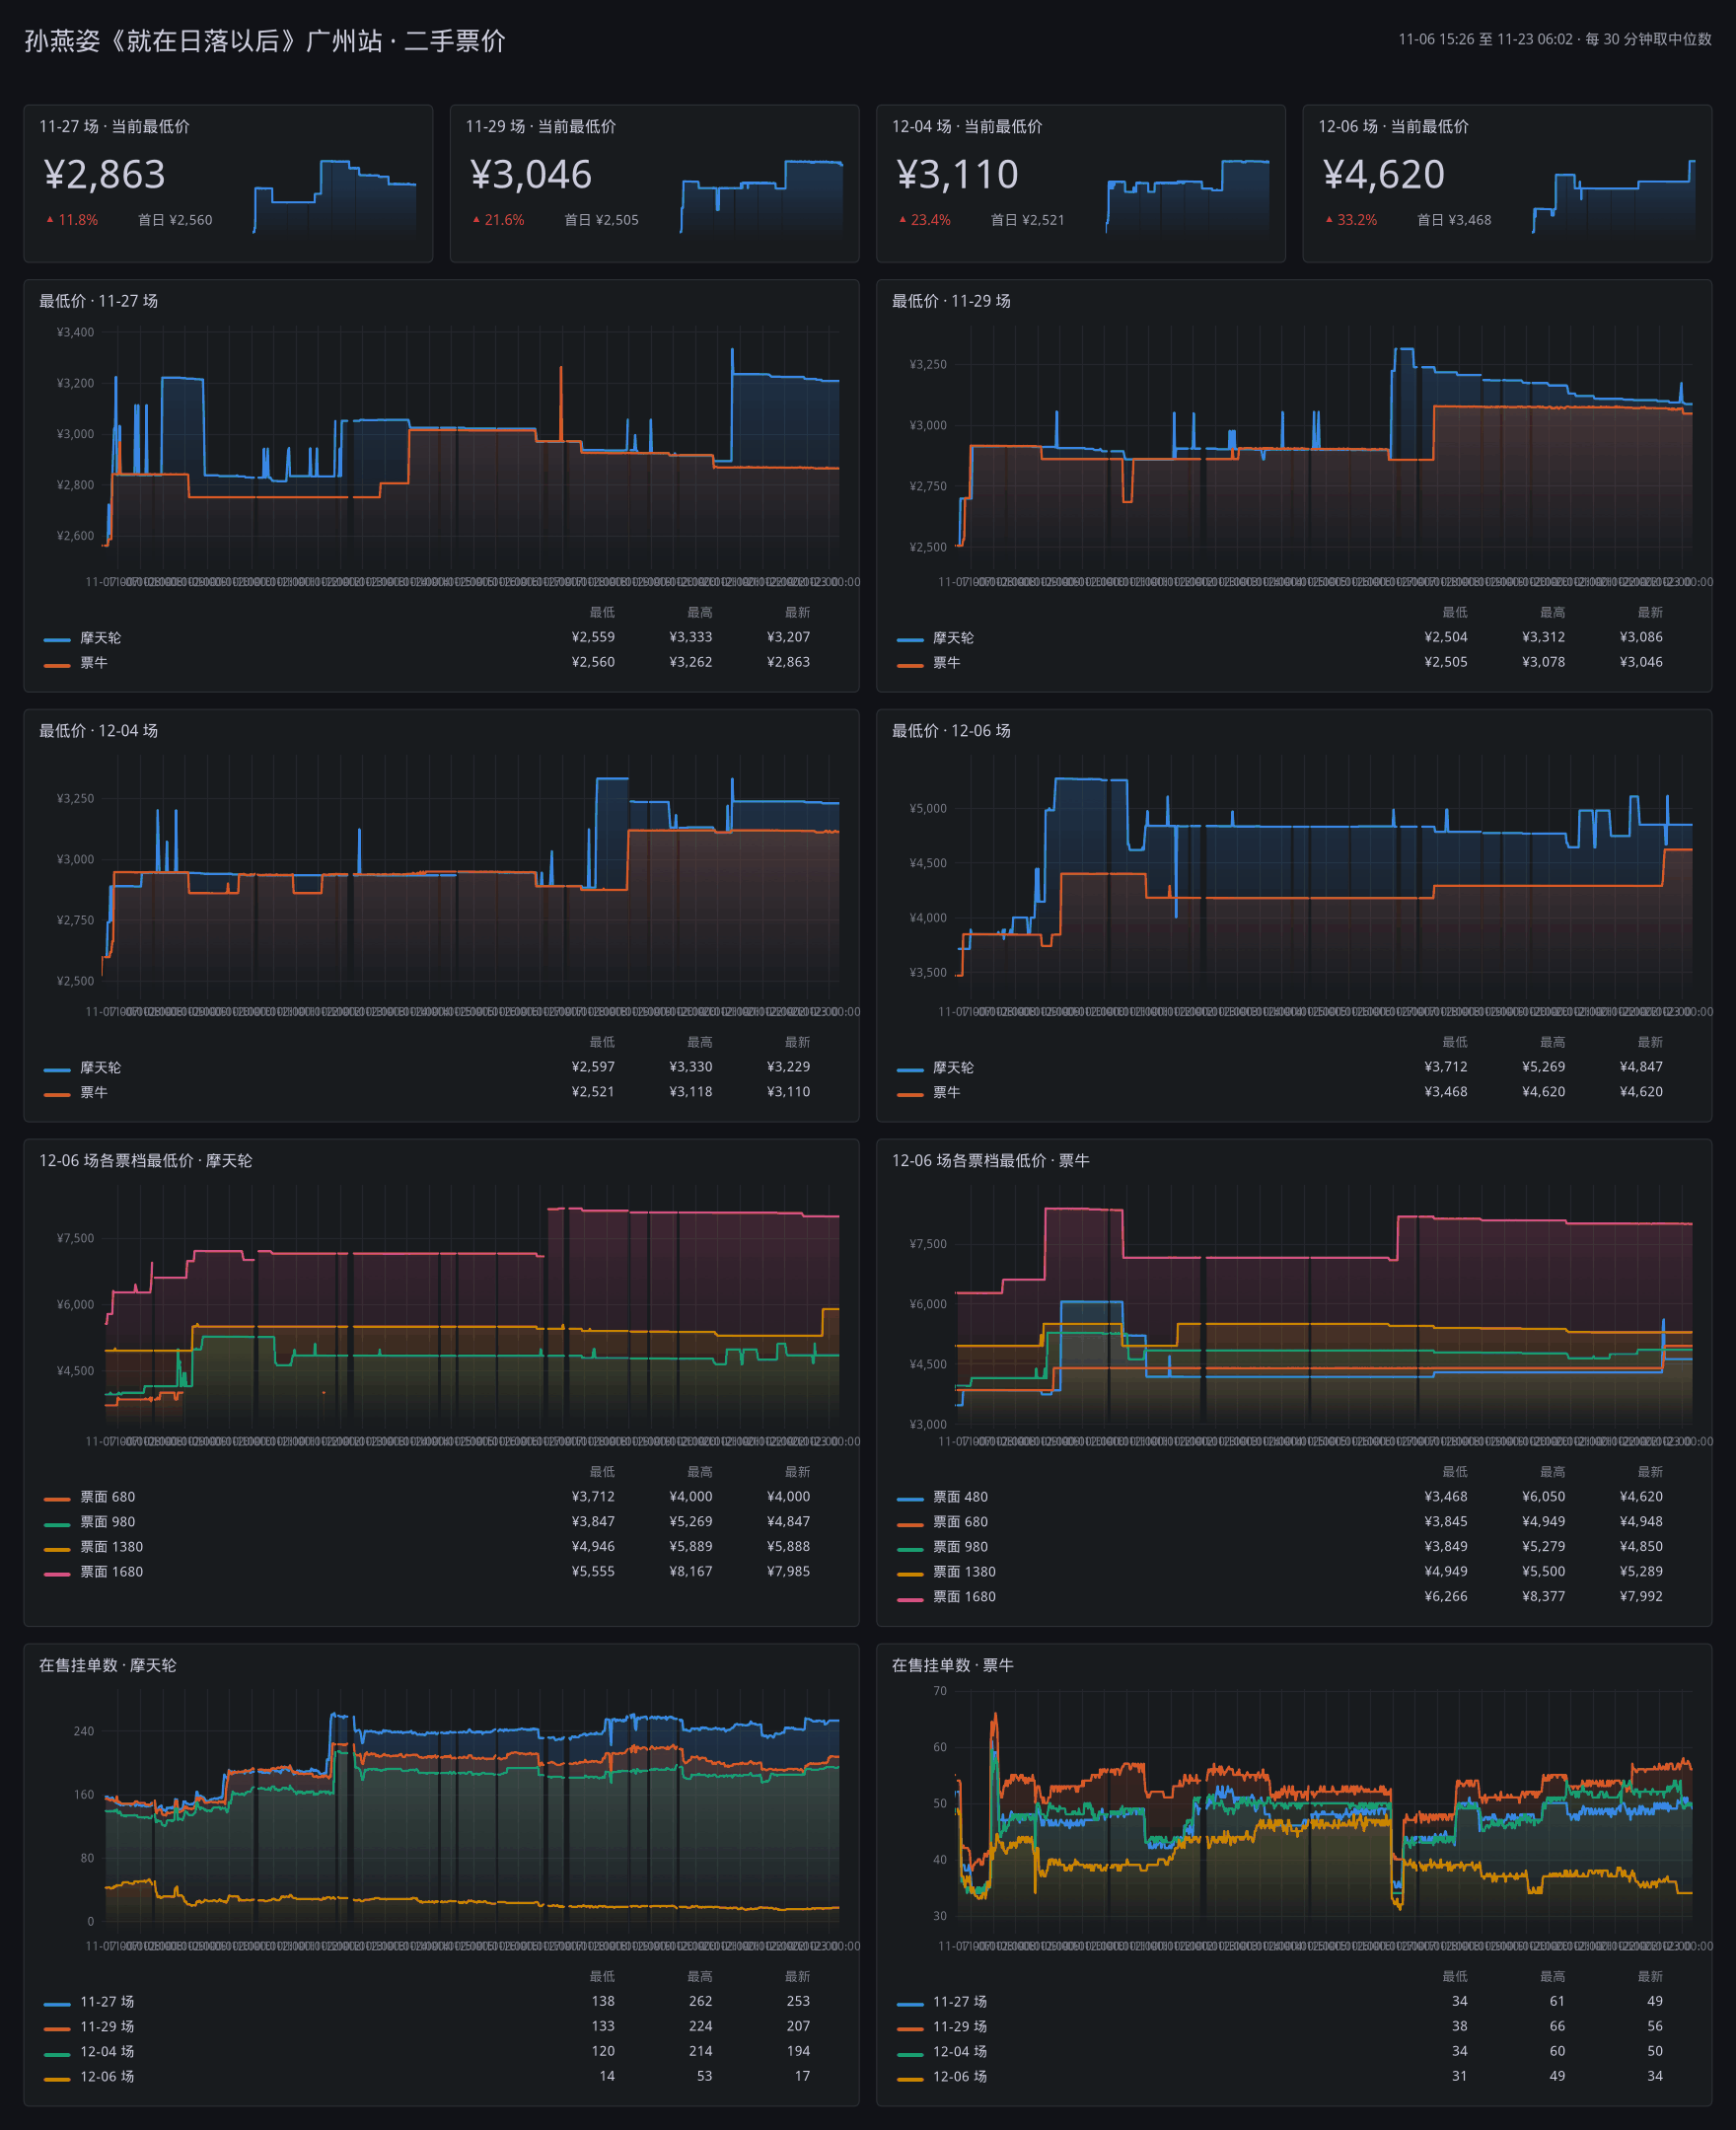 孙燕姿《就在日落以后》广州站 · 二手票价
11-06 15:26 至 11-23 06:02 · 每 30 分钟取中位数
11-27 场 · 当前最低价
¥2,863
▲ 11.8% 首日 ¥2,560
11-29 场 · 当前最低价
¥3,046
▲ 21.6% 首日 ¥2,505
12-04 场 · 当前最低价
¥3,110
▲ 23.4% 首日 ¥2,521
12-06 场 · 当前最低价
¥4,620
▲ 33.2% 首日 ¥3,468
最低价 · 11-27 场
¥3,400
¥3,200
¥3,000
¥2,800
¥2,600
最低 最高 最新
摩天轮 ¥2,559 ¥3,333 ¥3,207
票牛 ¥2,560 ¥3,262 ¥2,863
最低价 · 11-29 场
¥3,250
¥3,000
¥2,750
¥2,500
最低 最高 最新
摩天轮 ¥2,504 ¥3,312 ¥3,086
票牛 ¥2,505 ¥3,078 ¥3,046
最低价 · 12-04 场
¥3,250
¥3,000
¥2,750
¥2,500
最低 最高 最新
摩天轮 ¥2,597 ¥3,330 ¥3,229
票牛 ¥2,521 ¥3,118 ¥3,110
最低价 · 12-06 场
¥5,000
¥4,500
¥4,000
¥3,500
最低 最高 最新
摩天轮 ¥3,712 ¥5,269 ¥4,847
票牛 ¥3,468 ¥4,620 ¥4,620
12-06 场各票档最低价 · 摩天轮
¥7,500
¥6,000
¥4,500
最低 最高 最新
票面 680 ¥3,712 ¥4,000 ¥4,000
票面 980 ¥3,847 ¥5,269 ¥4,847
票面 1380 ¥4,946 ¥5,889 ¥5,888
票面 1680 ¥5,555 ¥8,167 ¥7,985
12-06 场各票档最低价 · 票牛
¥7,500
¥6,000
¥4,500
¥3,000
最低 最高 最新
票面 480 ¥3,468 ¥6,050 ¥4,620
票面 680 ¥3,845 ¥4,949 ¥4,948
票面 980 ¥3,849 ¥5,279 ¥4,850
票面 1380 ¥4,949 ¥5,500 ¥5,289
票面 1680 ¥6,266 ¥8,377 ¥7,992
在售挂单数 · 摩天轮
240
160
80
0
最低 最高 最新
11-27 场 138 262 253
11-29 场 133 224 207
12-04 场 120 214 194
12-06 场 14 53 17
在售挂单数 · 票牛
70
60
50
40
30
最低 最高 最新
11-27 场 34 61 49
11-29 场 38 66 56
12-04 场 34 60 50
12-06 场 31 49 34